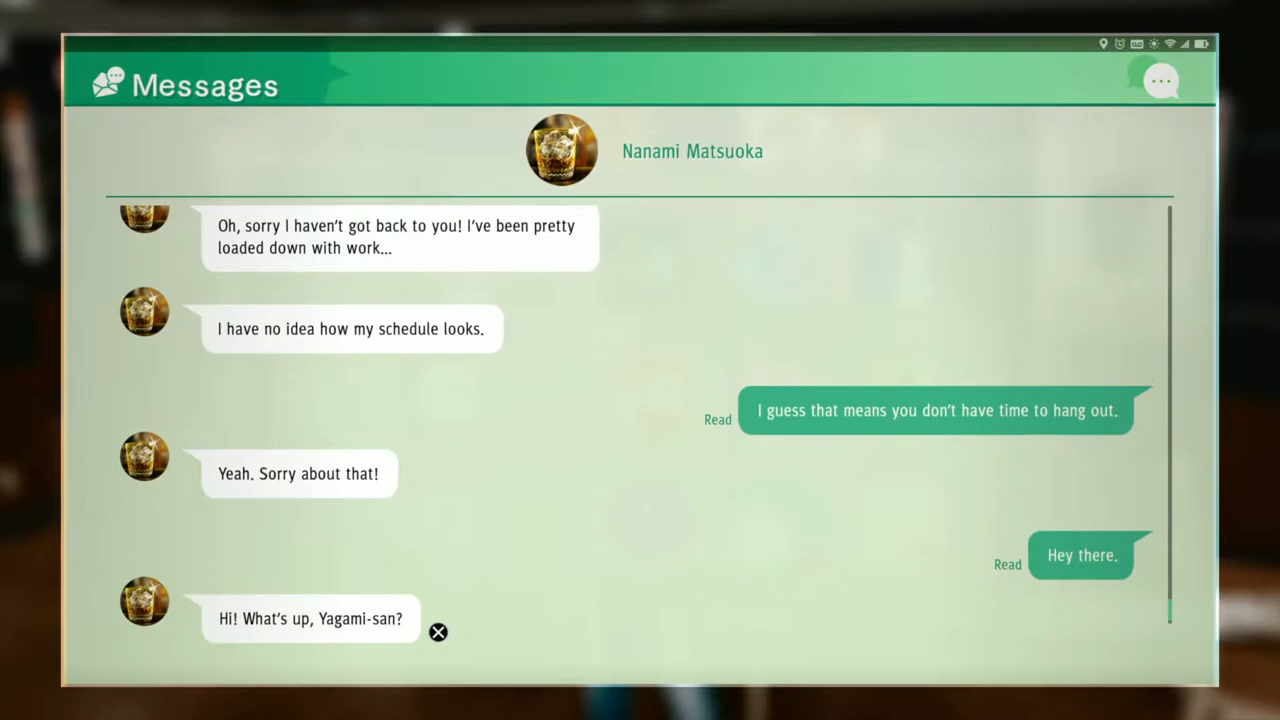 Messages
Nanami Matsuoka
Oh, sorry I haven't got back to you! I've been pretty
loaded down with work...
I have no idea how my schedule looks.
Read
I guess that means you don't have time to hang out.
Yeah. Sorry about that!
Read
Hey there.
Hi! What's up, Yagami-san?